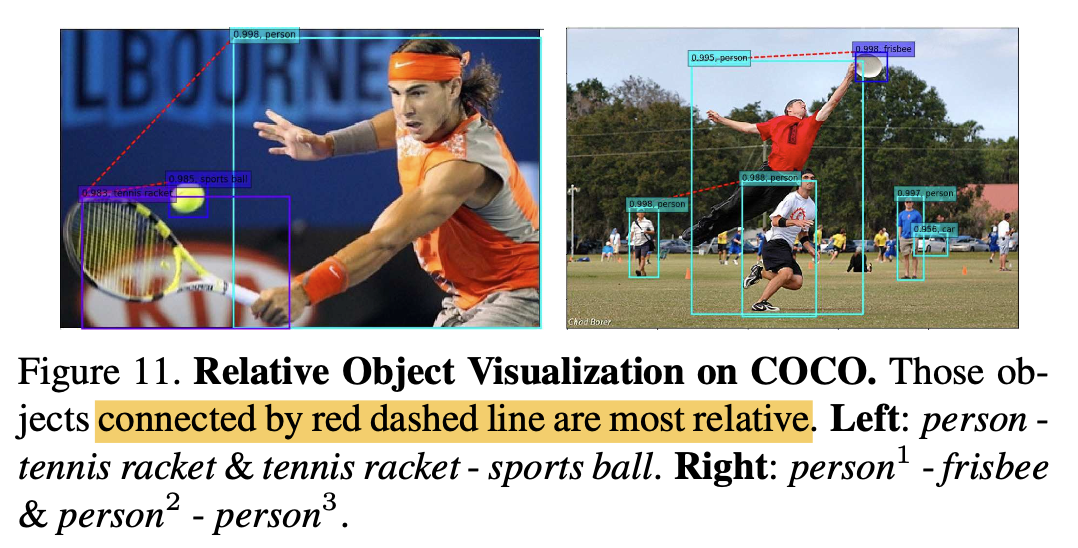 LBOURNE
0.998, person
0.985, sports ball
0.983, tennis racket
0.995, person
0.998, frisbee
0.988, person
0.998, person
0.997, person
0.956, car
Chad Borer
Figure 11. Relative Object Visualization on COCO. Those ob-
jects connected by red dashed line are most relative. Left: person -
tennis racket & tennis racket - sports ball. Right: person¹ - frisbee
& person² - person³.